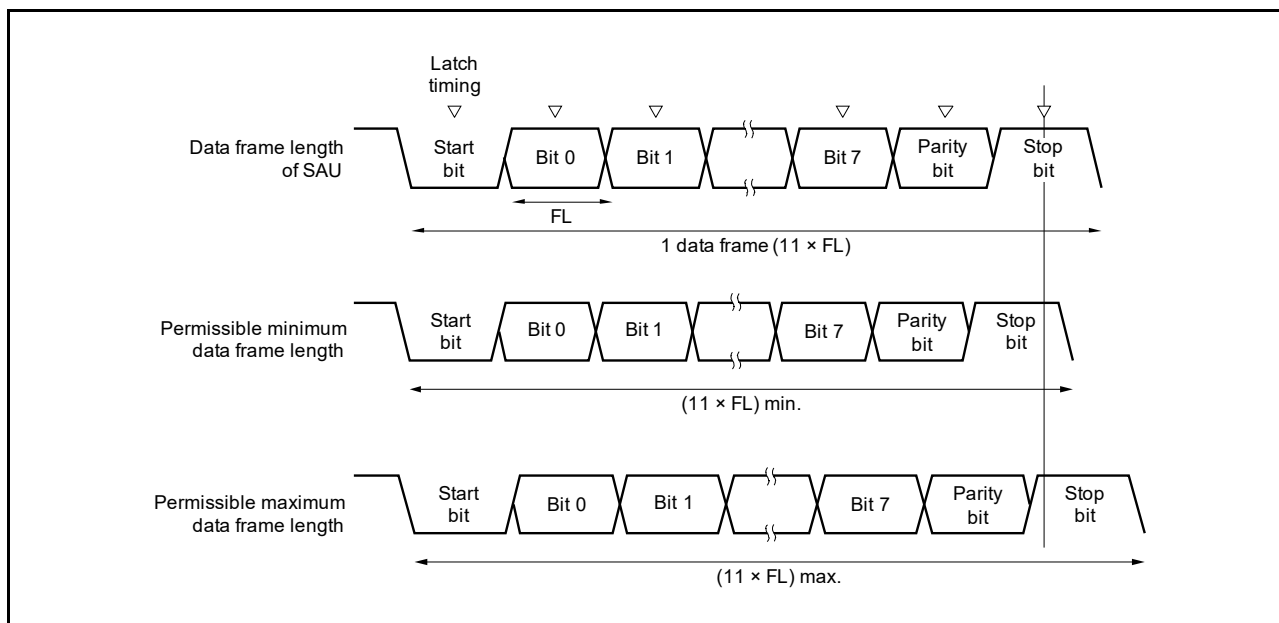 Latch
timing
Data frame length
of SAU
Start
bit
Bit 0
Bit 1
Bit 7
Parity
bit
Stop
bit
FL
1 data frame (11 × FL)
Permissible minimum
data frame length
Start
bit
Bit 0
Bit 1
Bit 7
Parity
bit
Stop
bit
(11 × FL) min.
Permissible maximum
data frame length
Start
bit
Bit 0
Bit 1
Bit 7
Parity
bit
Stop
bit
(11 × FL) max.